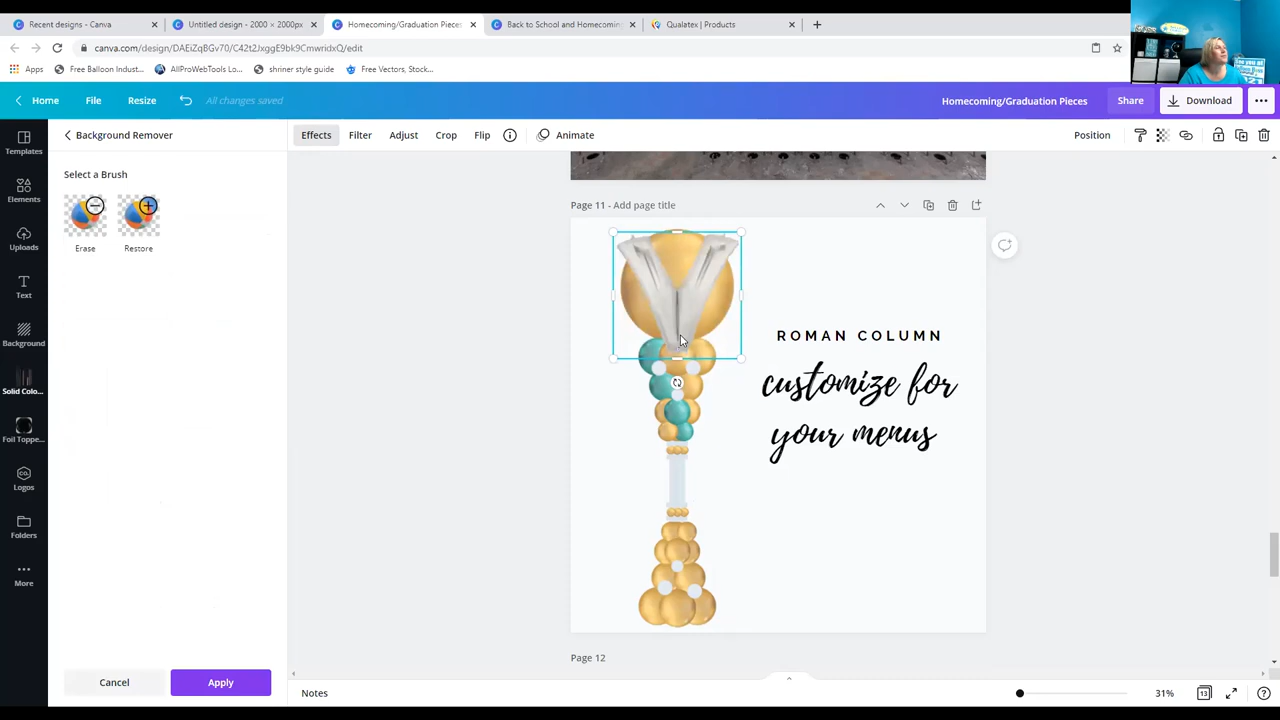 Recent designs - Canva
Untitled design - 2000 × 2000px
Homecoming/Graduation Pieces
Back to School and Homecoming
Qualatex | Products
canva.com/design/DAEiZqBGv70/C42t2JxggE9bk9CmwridxQ/edit
Apps
Free Balloon Indust...
AllProWebTools Lo...
shriner style guide
Free Vectors, Stock...
Home
File
Resize
All changes saved
Homecoming/Graduation Pieces
Share
Download
Templates
Elements
Uploads
Text
Background
Solid Colo...
Foil Toppe...
Logos
Folders
More
Background Remover
Select a Brush
Erase
Restore
Cancel
Apply
Effects
Filter
Adjust
Crop
Flip
Animate
Position
Page 11 - Add page title
ROMAN COLUMN
customize for
your menus
Page 12
Notes
31%
13